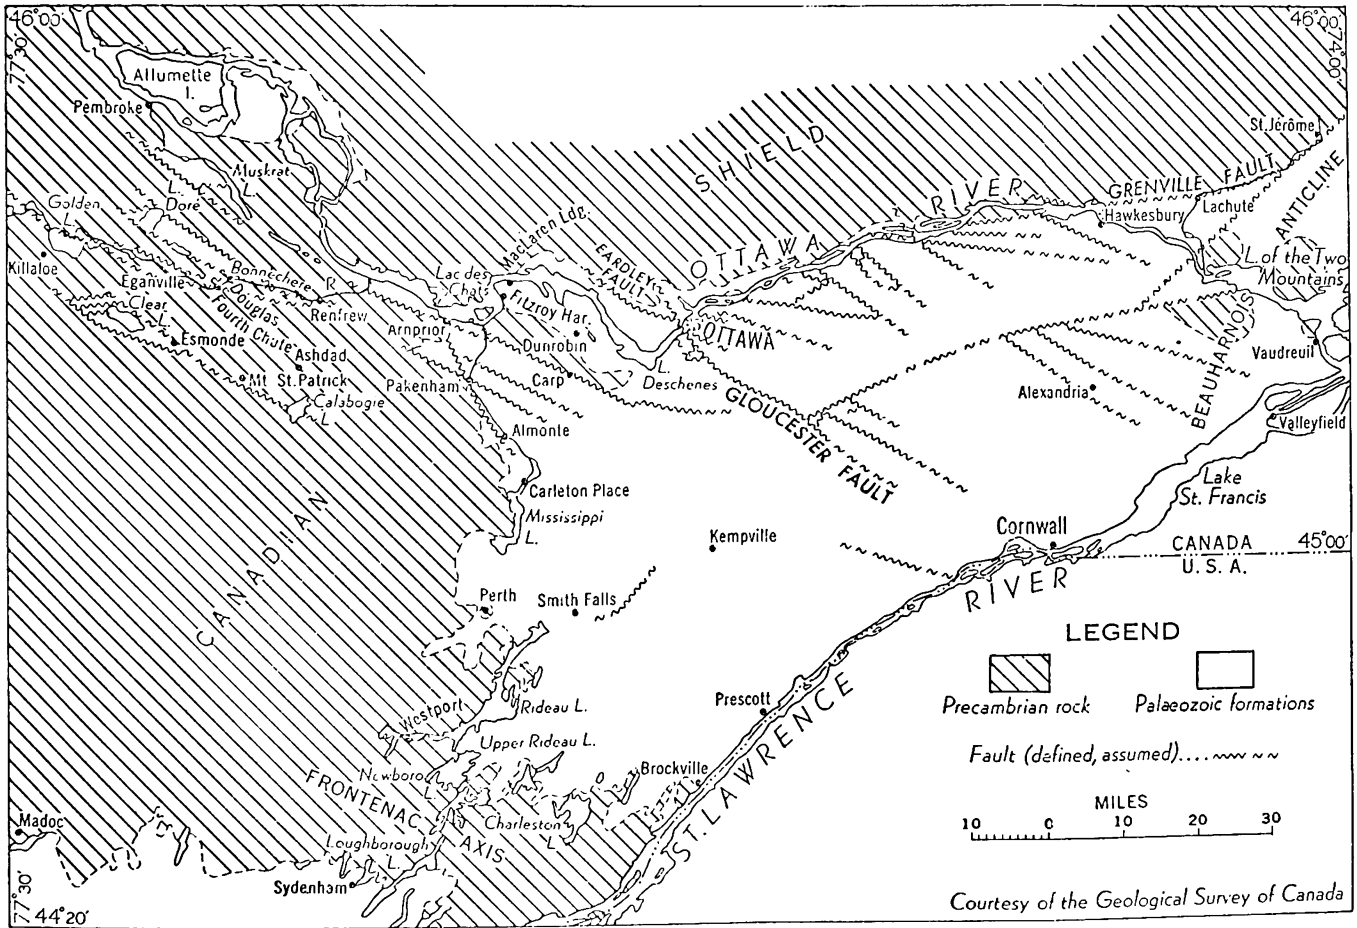 46°00'
46°00'
77°30'
74°00'
Allumette
I.
Pembroke
St. Jérôme
SHIELD
Muskrat
L.
GRENVILLE FAULT
ANTICLINE
L.
Doré
Golden
L.
RIVER
Lachute
Hawkesbury
MacLaren Ldg.
OTTAWA
EARDLEY
FAULT
Killaloe
L. of the Two
Mountains
Bonnechere
R
Lac des
Chats
Eganville
Douglas
Fitzroy Har.
Clear
L.
Fourth Chute
Renfrew
Arnprior
OTTAWA
BEAUHARNOIS
Esmonde
Dunrobin
Vaudreuil
Ashdad
Mt St. Patrick
Pakenham
Carp
L.
Deschenes
Alexandria
Calabogie
L.
GLOUCESTER FAULT
Valleyfield
Almonte
Carleton Place
Lake
St. Francis
Mississippi
L.
CANADIAN
Kempville
Cornwall
CANADA
45°00'
U.S.A.
RIVER
Perth
Smith Falls
LEGEND
Westport
Rideau L.
Prescott
Precambrian rock
Palaeozoic formations
Upper Rideau L.
Fault (defined, assumed)....
Newboro
L.
Brockville
ST. LAWRENCE
FRONTENAC
AXIS
MILES
10 0 10 20 30
Madoc
Charleston
L.
Loughborough
L.
Sydenham
77°30'
44°20'
Courtesy of the Geological Survey of Canada